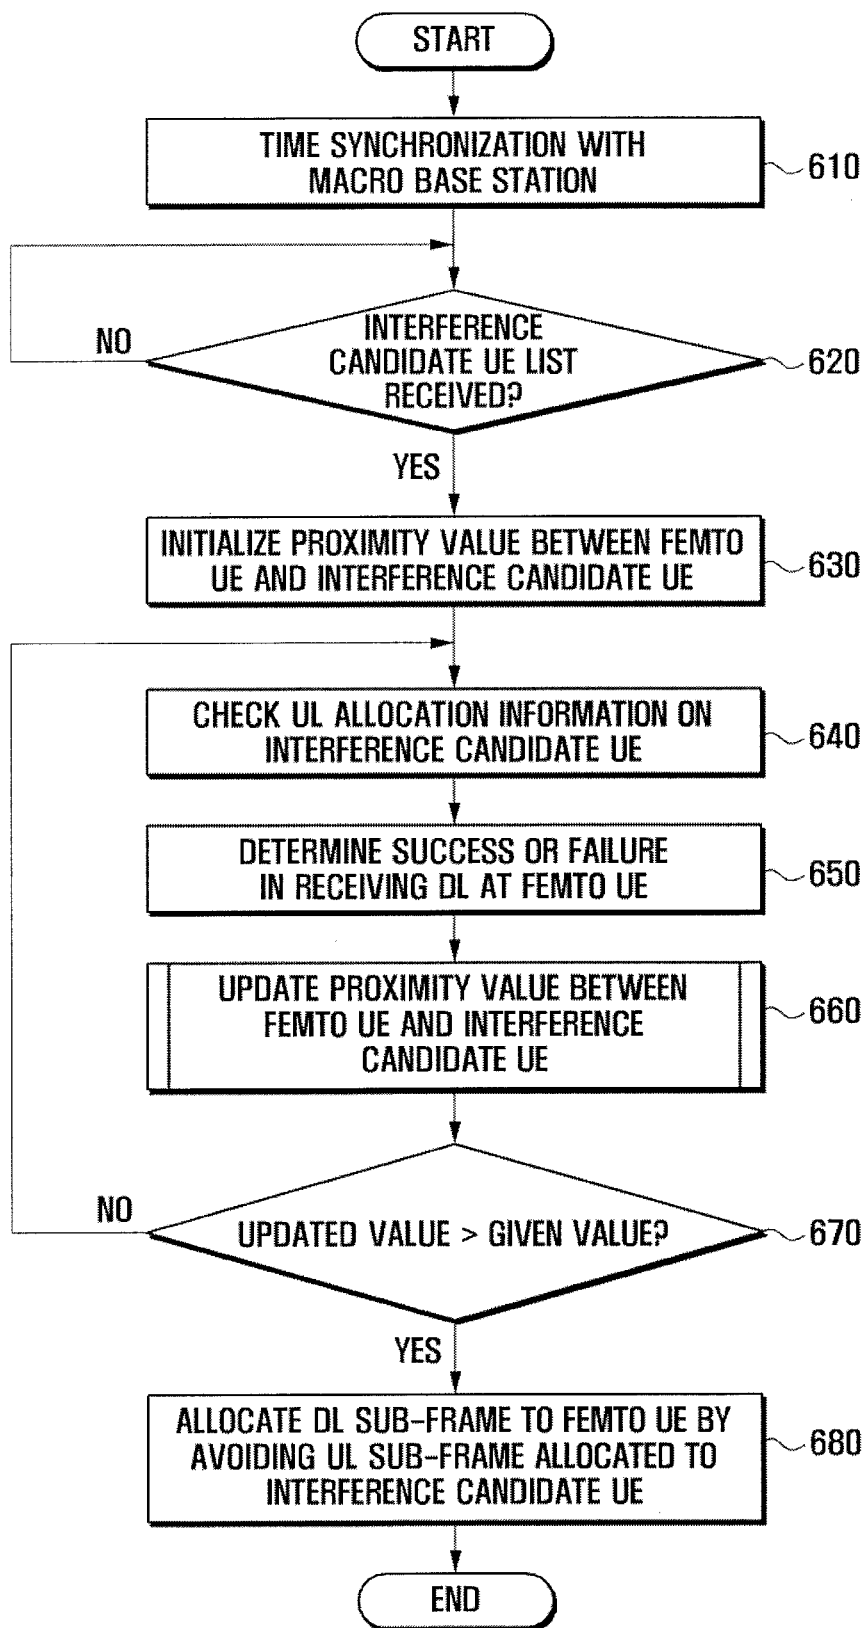 START
TIME SYNCHRONIZATION WITH
MACRO BASE STATION
610
INTERFERENCE
CANDIDATE UE LIST
RECEIVED?
NO
620
YES
INITIALIZE PROXIMITY VALUE BETWEEN FEMTO
UE AND INTERFERENCE CANDIDATE UE
630
CHECK UL ALLOCATION INFORMATION ON
INTERFERENCE CANDIDATE UE
640
DETERMINE SUCCESS OR FAILURE
IN RECEIVING DL AT FEMTO UE
650
UPDATE PROXIMITY VALUE BETWEEN
FEMTO UE AND INTERFERENCE
CANDIDATE UE
660
NO
UPDATED VALUE > GIVEN VALUE?
670
YES
ALLOCATE DL SUB-FRAME TO FEMTO UE BY
AVOIDING UL SUB-FRAME ALLOCATED TO
INTERFERENCE CANDIDATE UE
680
END